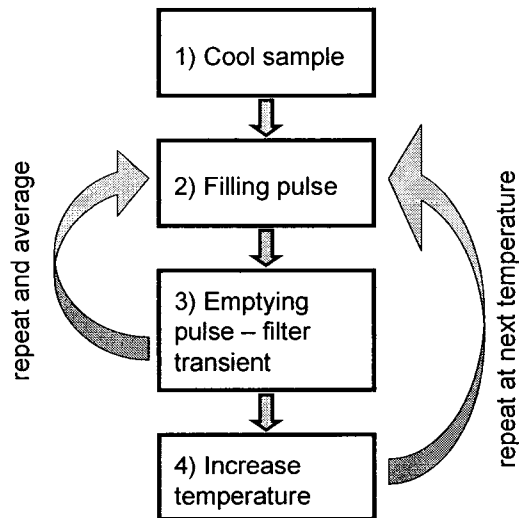 1) Cool sample
2) Filling pulse
3) Emptying
pulse – filter
transient
4) Increase
temperature
repeat and average
repeat at next temperature